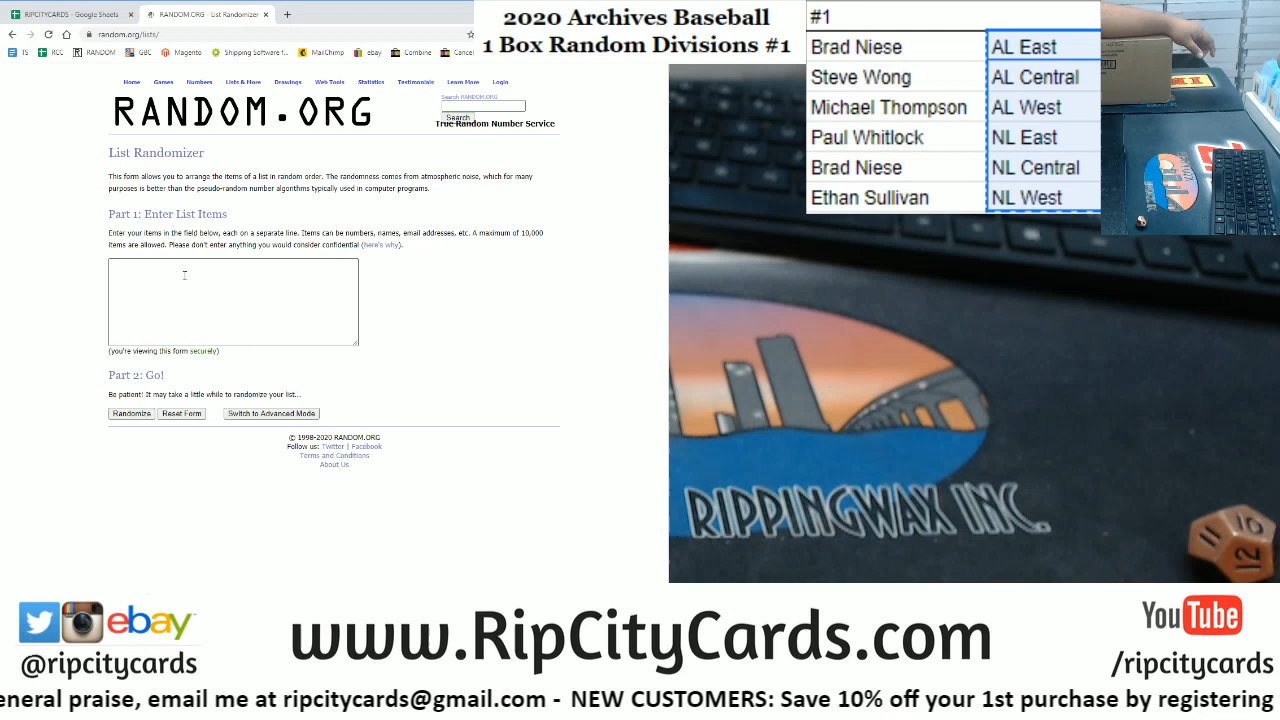 RIPCITYCARDS - Google Sheets
RANDOM.ORG - List Randomizer
random.org/lists/
TS RCC RANDOM GBC Magento Shipping Software f... MailChimp ebay Combine Cancel
Home Games Numbers Lists & More Drawings Web Tools Statistics Testimonials Learn More Login
RANDOM.ORG
Search RANDOM.ORG
Search
True Random Number Service
List Randomizer
This form allows you to arrange the items of a list in random order. The randomness comes from atmospheric noise, which for many
purposes is better than the pseudo-random number algorithms typically used in computer programs.
Part 1: Enter List Items
Enter your items in the field below, each on a separate line. Items can be numbers, names, email addresses, etc. A maximum of 10,000
items are allowed. Please don't enter anything you would consider confidential (here's why).
(you're viewing this form securely)
Part 2: Go!
Be patient! It may take a little while to randomize your list...
Randomize Reset Form Switch to Advanced Mode
© 1998-2020 RANDOM.ORG
Follow us: Twitter | Facebook
Terms and Conditions
About Us
2020 Archives Baseball
1 Box Random Divisions #1
#1
Brad Niese AL East
Steve Wong AL Central
Michael Thompson AL West
Paul Whitlock NL East
Brad Niese NL Central
Ethan Sullivan NL West
RIPPINGWAX INC.
11
10
12
ebay
@ripcitycards
www.RipCityCards.com
YouTube
/ripcitycards
eneral praise, email me at ripcitycards@gmail.com - NEW CUSTOMERS: Save 10% off your 1st purchase by registering